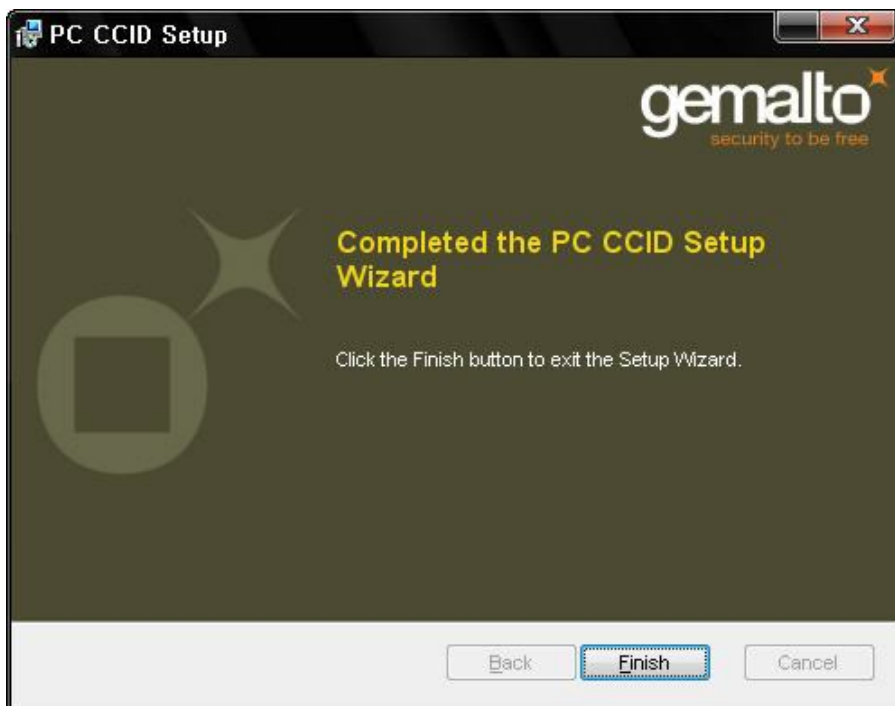 PC CCID Setup
gemalto
security to be free
Completed the PC CCID Setup
Wizard
Click the Finish button to exit the Setup Wizard.
Back
Finish
Cancel